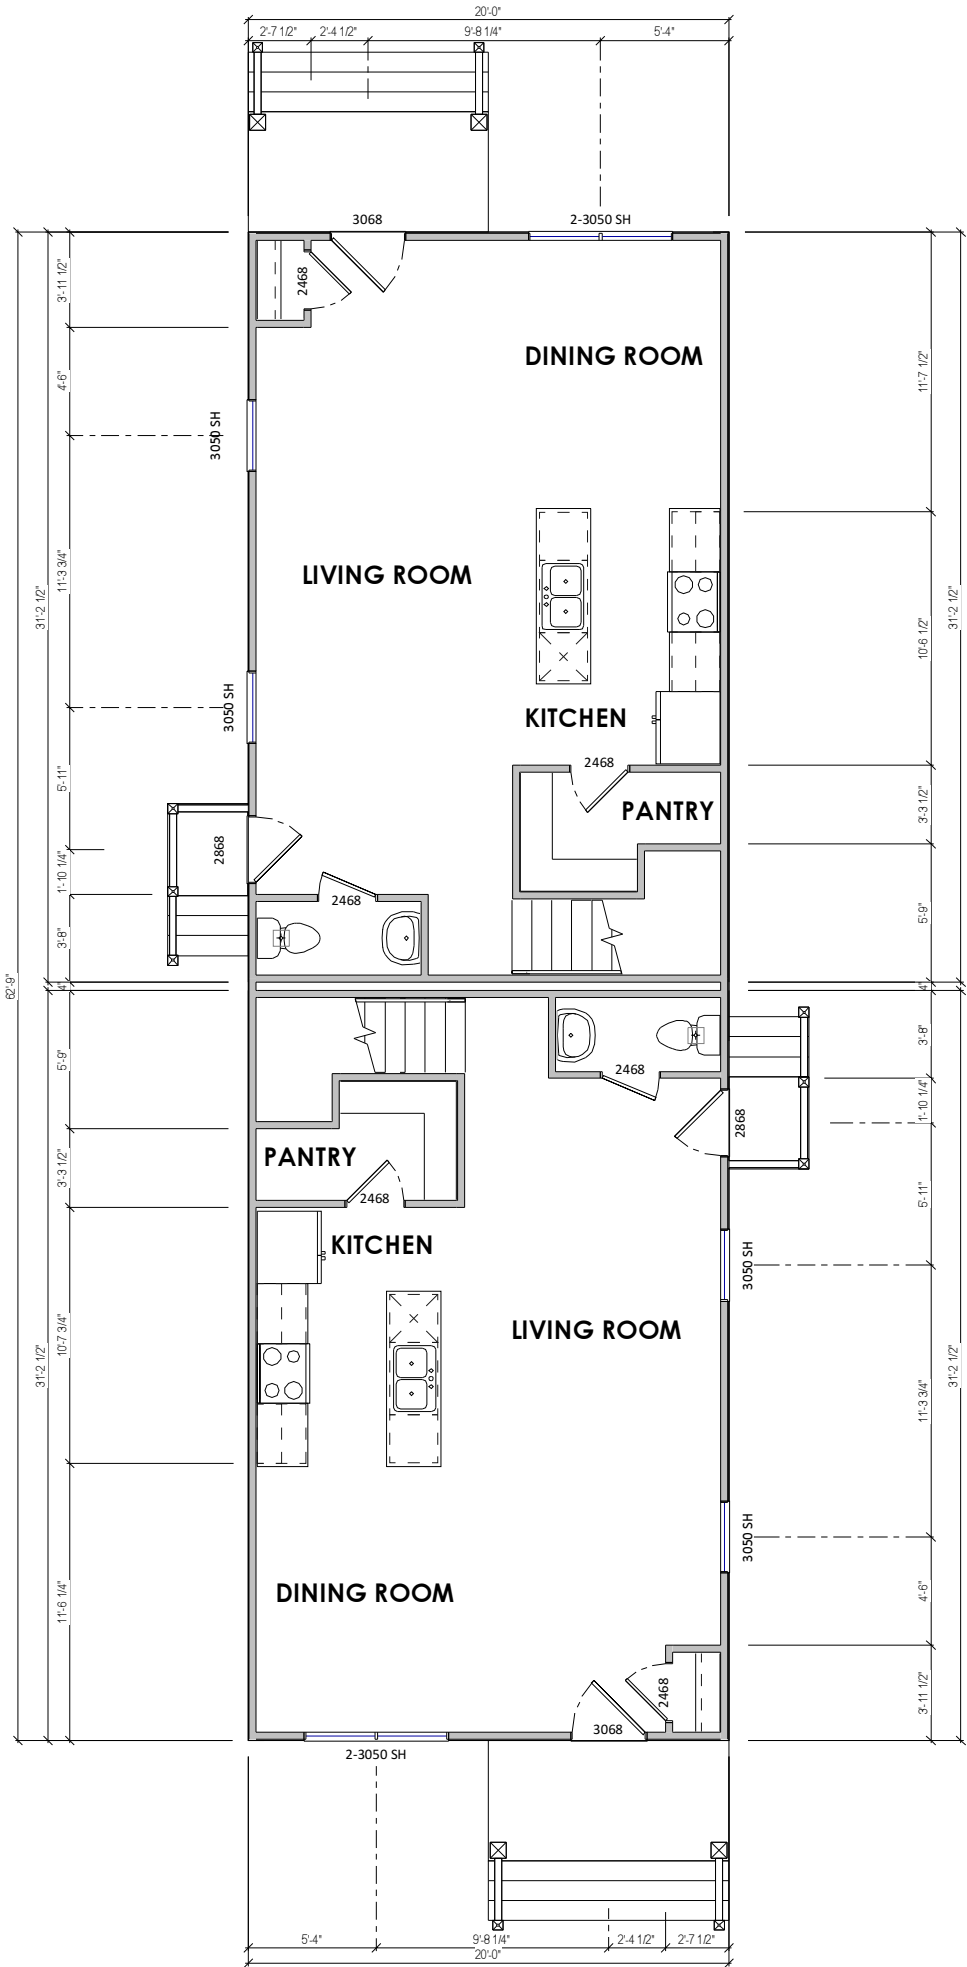 20'-0"
2'-7 1/2" 2'-4 1/2" 9'-8 1/4" 5'-4"
3068 2-3050 SH
2468
3'-11 1/2"
DINING ROOM
11'-7 1/2"
4'-6"
3050 SH
LIVING ROOM
11'-3 3/4"
31'-2 1/2"
31'-2 1/2"
10'-6 1/2"
3050 SH
KITCHEN
2468
5'-11"
PANTRY
3'-3 1/2"
2868
1'-10 1/4"
2468
5'-9"
3'-8"
62'-9"
4"
4"
3'-8"
5'-9"
2468
1'-10 1/4"
2868
PANTRY
3'-3 1/2"
2468
5'-11"
KITCHEN
3050 SH
LIVING ROOM
10'-7 3/4"
31'-2 1/2"
31'-2 1/2"
11'-3 3/4"
3050 SH
DINING ROOM
11'-6 1/4"
4'-6"
2468
3'-11 1/2"
3068
2-3050 SH
5'-4" 9'-8 1/4" 2'-4 1/2" 2'-7 1/2"
20'-0"